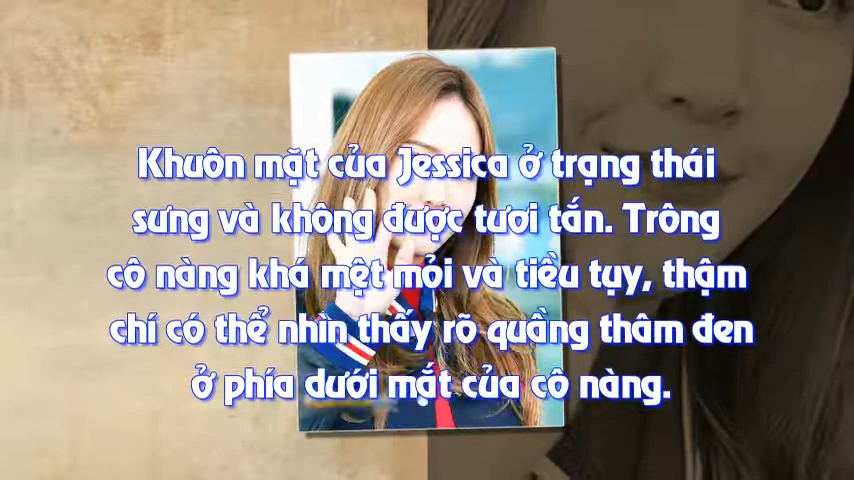 Khuôn mặt của Jessica ở trạng thái
sưng và không được tươi tắn. Trông
cô nàng khá mệt mỏi và tiều tụy, thậm
chí có thể nhìn thấy rõ quầng thâm đen
ở phía dưới mắt của cô nàng.